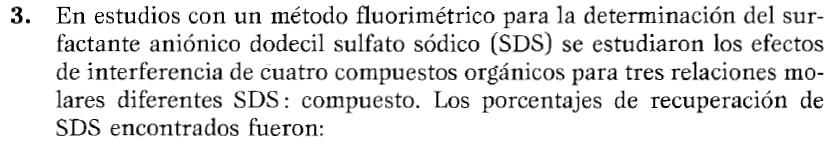 3. En estudios con un método fluorimétrico para la determinación del sur-
factante aniónico dodecil sulfato sódico (SDS) se estudiaron los efectos
de interferencia de cuatro compuestos orgánicos para tres relaciones mo-
lares diferentes SDS: compuesto. Los porcentajes de recuperación de
SDS encontrados fueron: